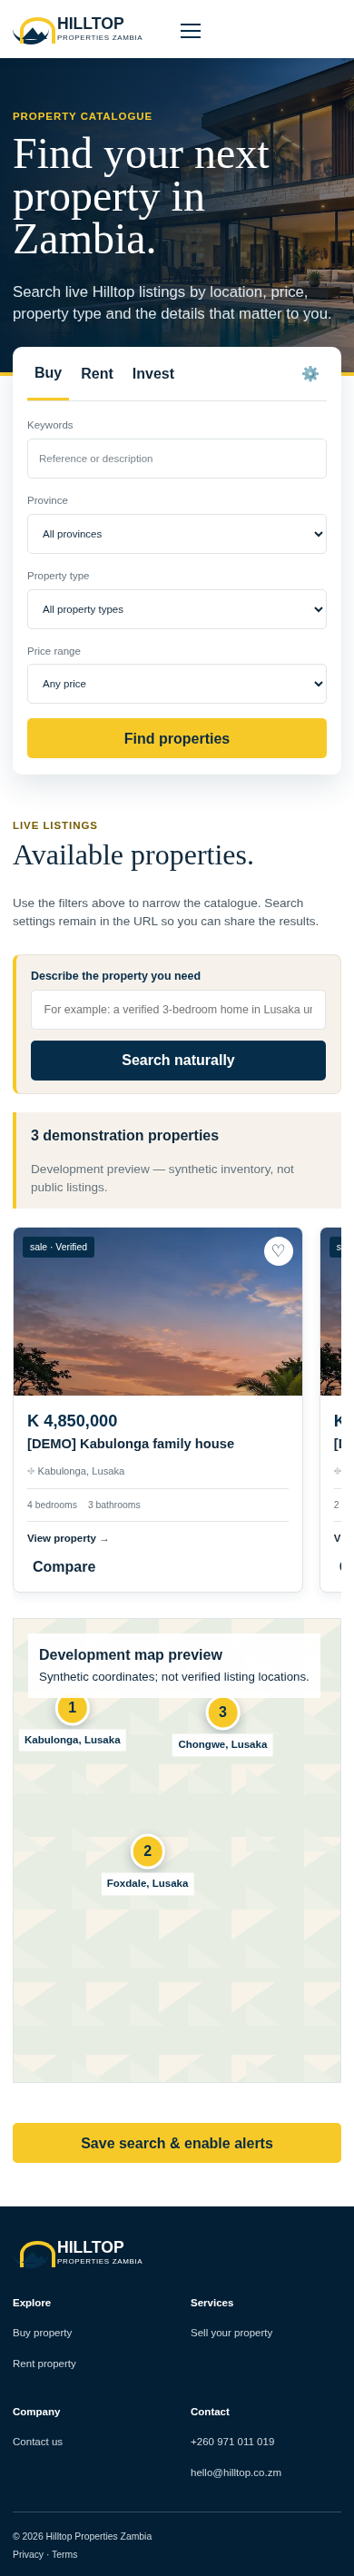 HILLTOP
PROPERTIES ZAMBIA
PROPERTY CATALOGUE
Find your next
property in
Zambia.
Search live Hilltop listings by location, price,
property type and the details that matter to you.
Buy Rent Invest
Keywords
Reference or description
Province
All provinces
Property type
All property types
Price range
Any price
Find properties
LIVE LISTINGS
Available properties.
Use the filters above to narrow the catalogue. Search
settings remain in the URL so you can share the results.
Describe the property you need
For example: a verified 3-bedroom home in Lusaka ur
Search naturally
3 demonstration properties
Development preview — synthetic inventory, not
public listings.
sale · Verified
K 4,850,000
[DEMO] Kabulonga family house
Kabulonga, Lusaka
4 bedrooms 3 bathrooms
2
View property →
Compare
Development map preview
Synthetic coordinates; not verified listing locations.
1
3
Kabulonga, Lusaka
Chongwe, Lusaka
2
Foxdale, Lusaka
Save search & enable alerts
HILLTOP
PROPERTIES ZAMBIA
Explore Services
Buy property Sell your property
Rent property
Company Contact
Contact us +260 971 011 019
hello@hilltop.co.zm
© 2026 Hilltop Properties Zambia
Privacy · Terms